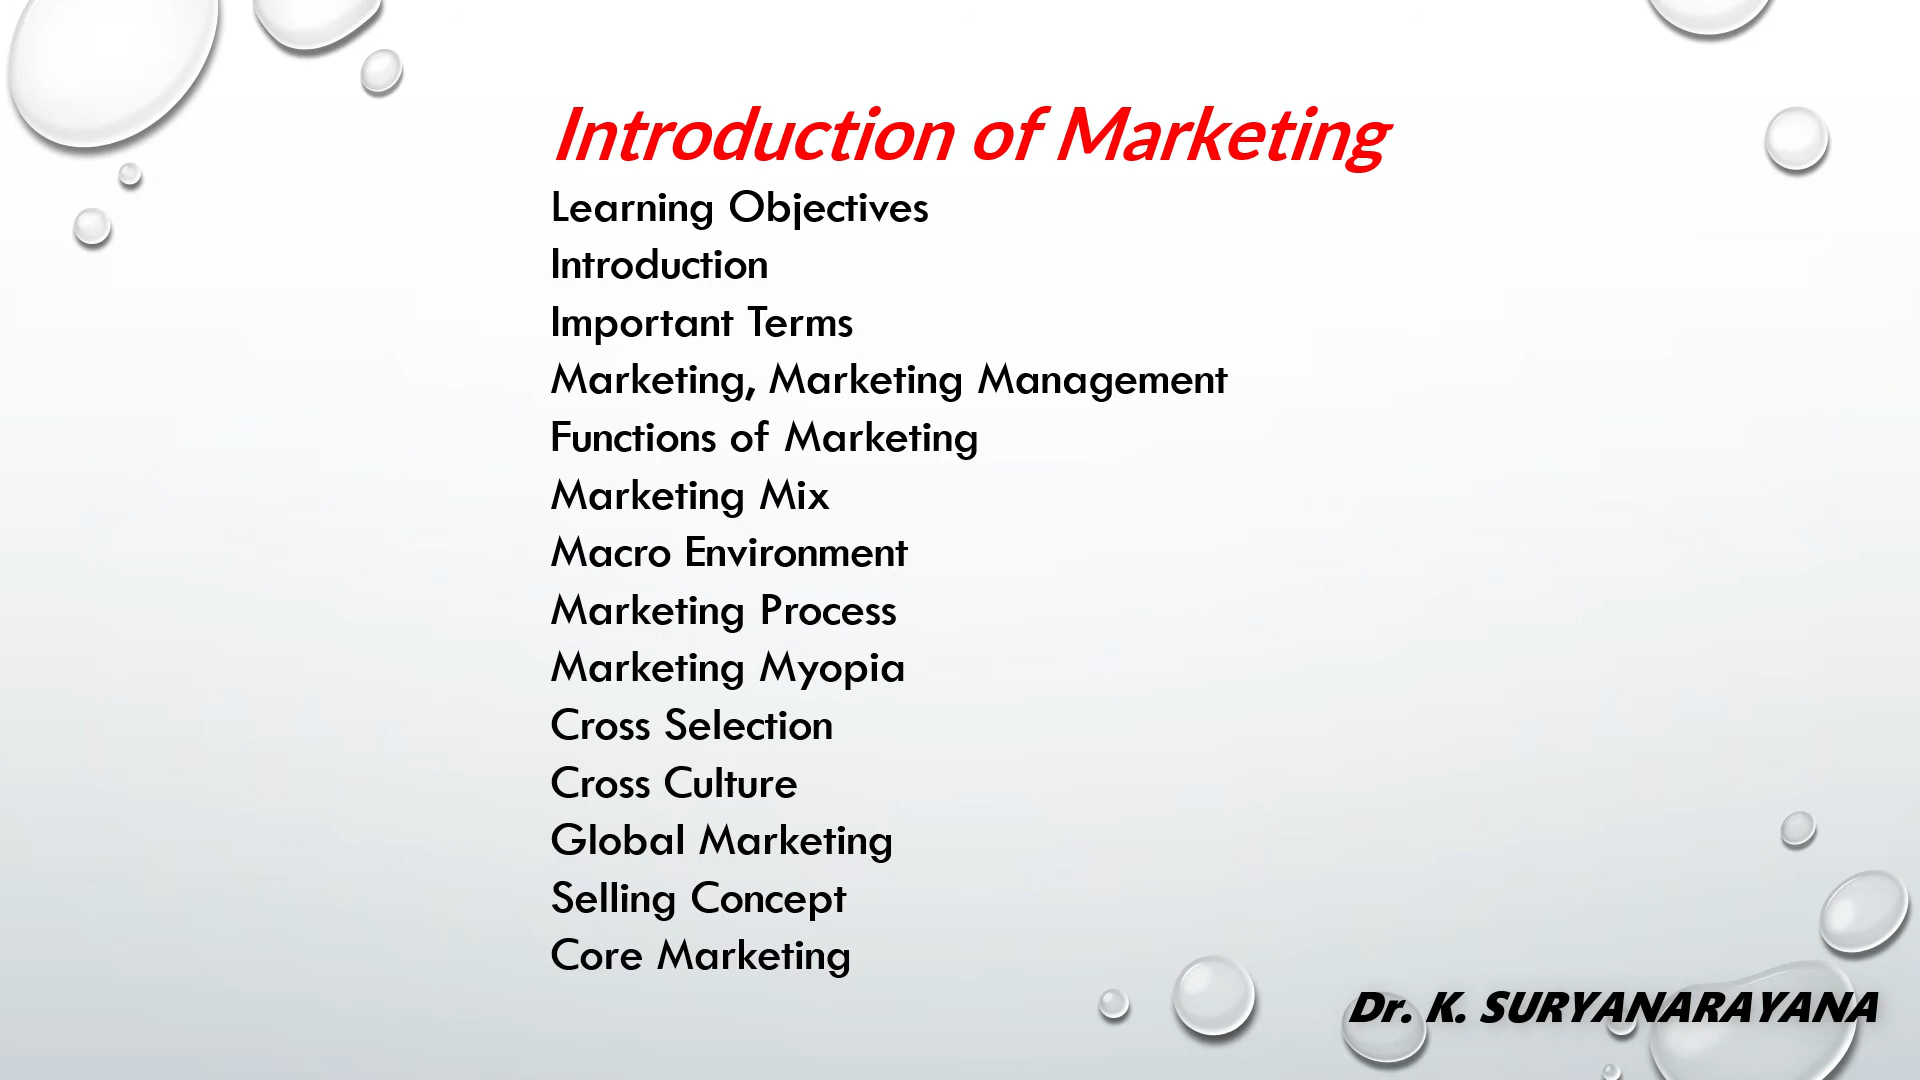 Introduction of Marketing
Learning Objectives
Introduction
Important Terms
Marketing, Marketing Management
Functions of Marketing
Marketing Mix
Macro Environment
Marketing Process
Marketing Myopia
Cross Selection
Cross Culture
Global Marketing
Selling Concept
Core Marketing
Dr. K. SURYANARAYANA